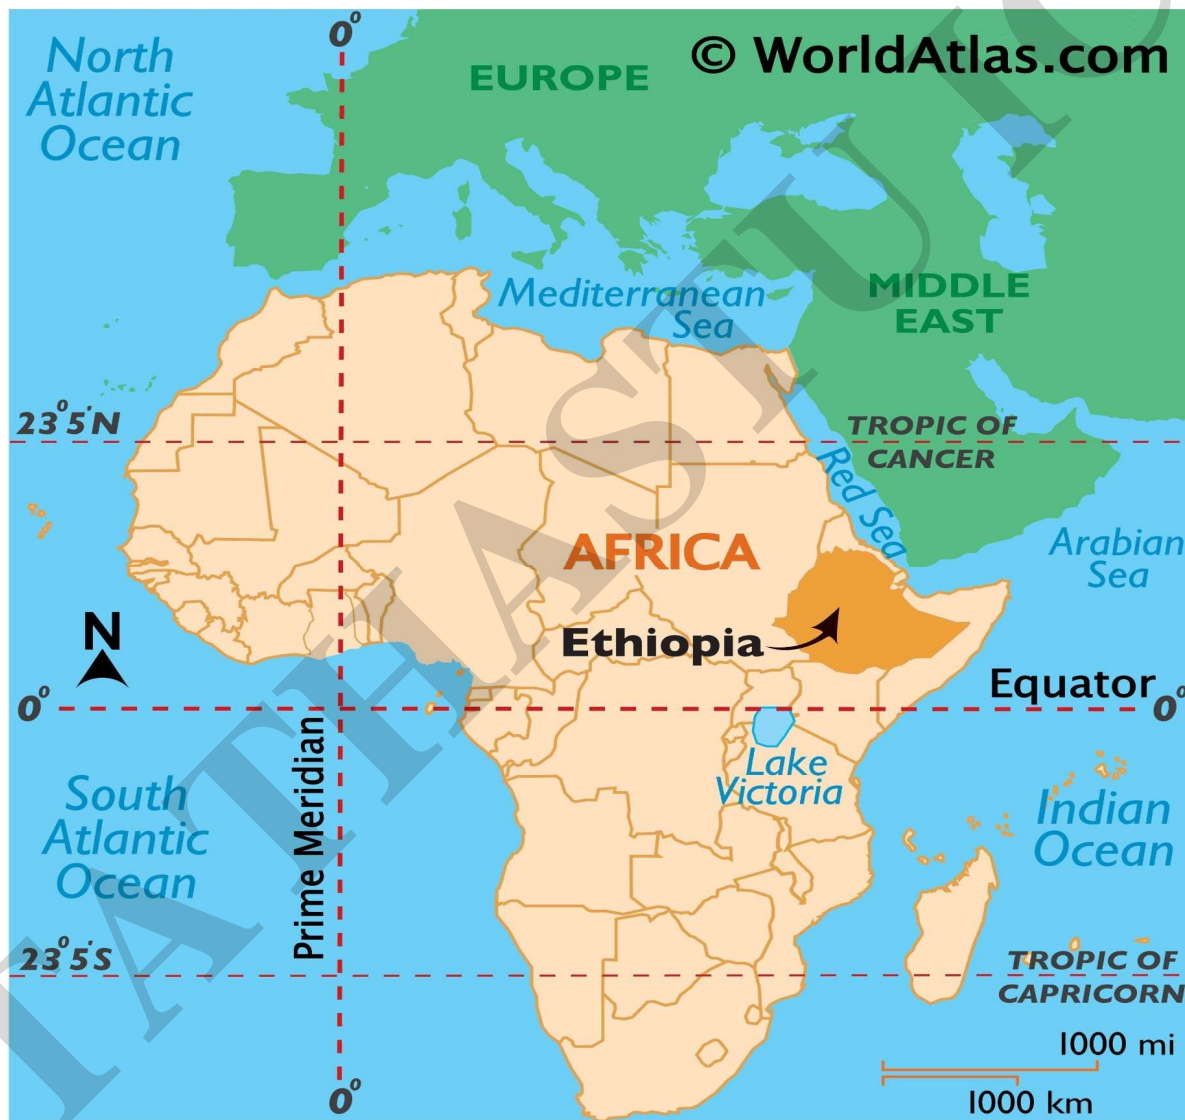 0°
North
Atlantic
Ocean
EUROPE
© WorldAtlas.com
Mediterranean
Sea
MIDDLE
EAST
23°5'N
TROPIC OF
CANCER
Red Sea
Arabian
Sea
AFRICA
N
Ethiopia
Equator
0°
0°
Lake
Victoria
Prime Meridian
South
Atlantic
Ocean
Indian
Ocean
23°5'S
TROPIC OF
CAPRICORN
1000 mi
1000 km
0°